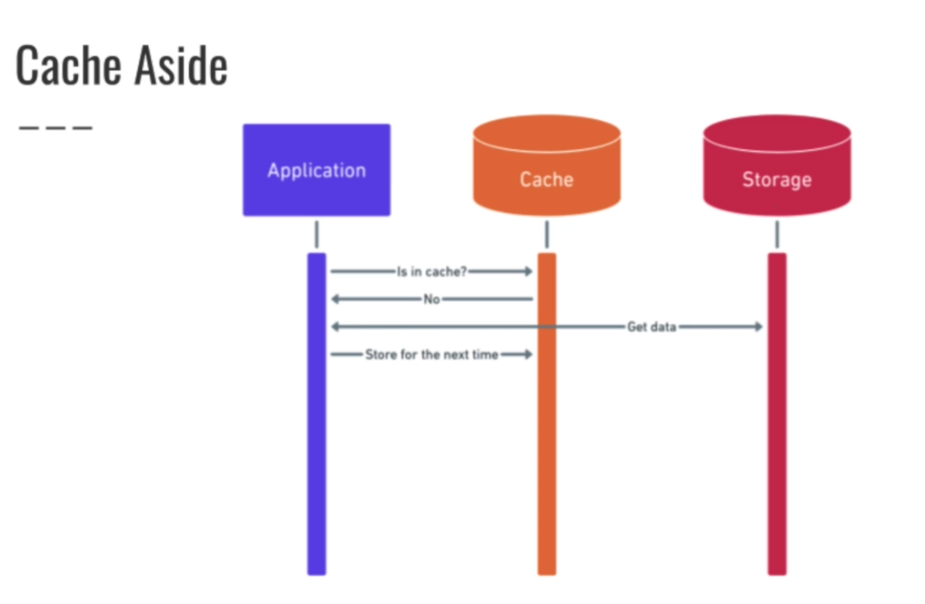 Cache Aside
Application
Cache
Storage
Is in cache?
No
Get data
Store for the next time